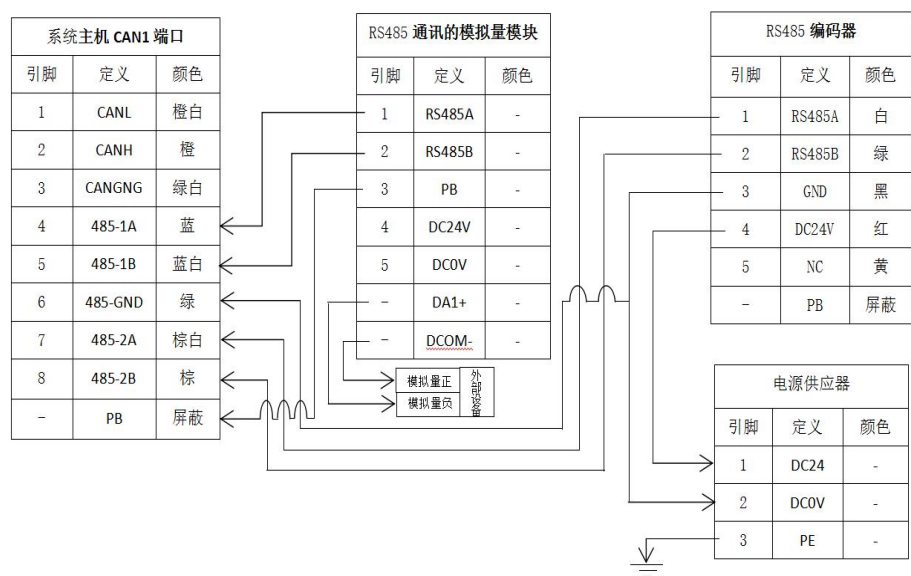 系统主机 CAN1 端口
引脚 定义 颜色
1 CANL 橙白
2 CANH 橙
3 CANGNG 绿白
4 485-1A 蓝
5 485-1B 蓝白
6 485-GND 绿
7 485-2A 棕白
8 485-2B 棕
- PB 屏蔽
RS485 通讯的模拟量模块
引脚 定义 颜色
1 RS485A -
2 RS485B -
3 PB -
4 DC24V -
5 DC0V -
- DA1+ -
- DCOM- -
模拟量正
模拟量负
外部设备
RS485 编码器
引脚 定义 颜色
1 RS485A 白
2 RS485B 绿
3 GND 黑
4 DC24V 红
5 NC 黄
- PB 屏蔽
电源供应器
引脚 定义 颜色
1 DC24 -
2 DC0V -
3 PE -